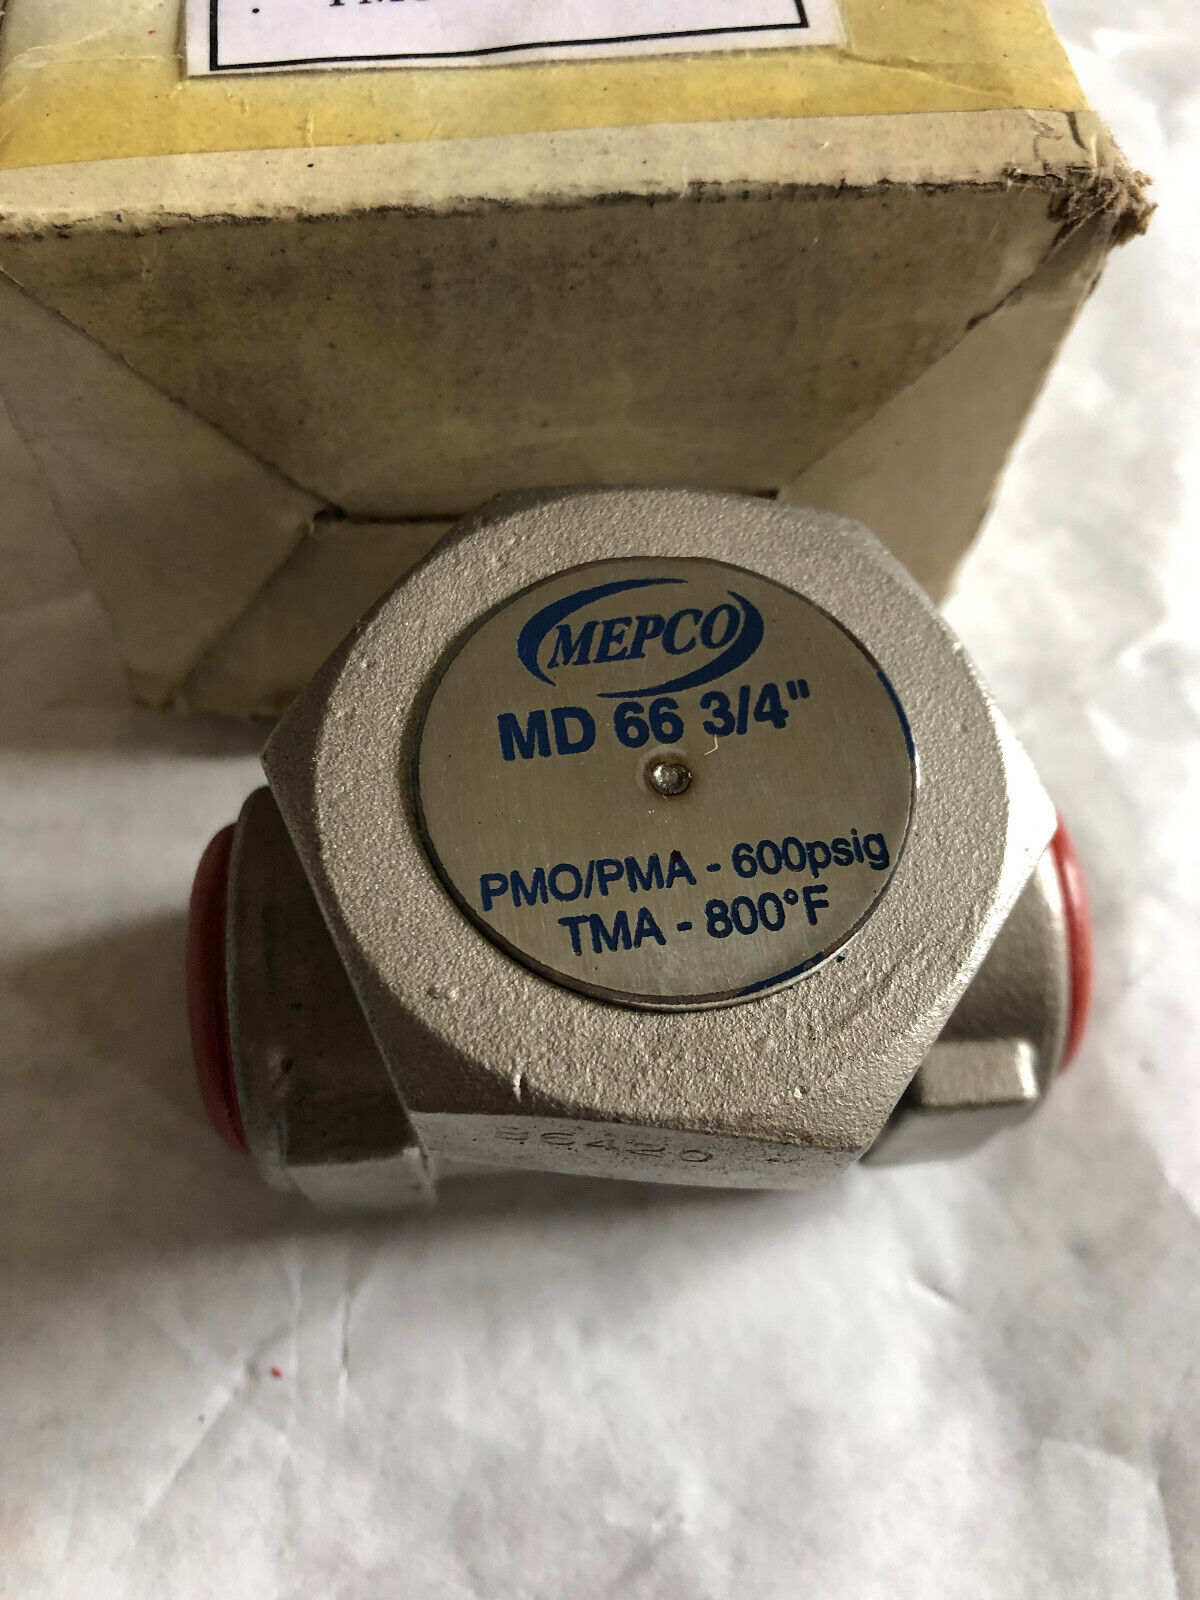 MEPCO
MD 66 3/4"
PMO/PMA - 600psig
TMA - 800°F